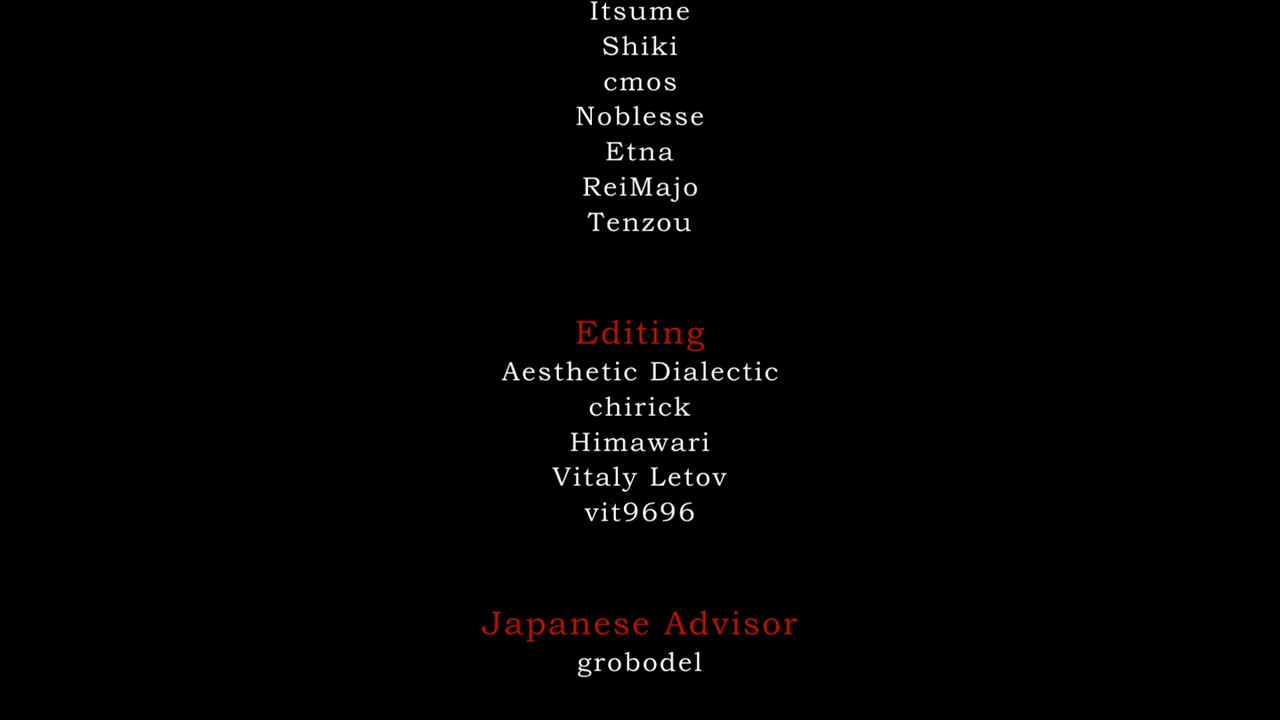 Itsume
Shiki
cmos
Noblesse
Etna
ReiMajo
Tenzou
Editing
Aesthetic Dialectic
chirick
Himawari
Vitaly Letov
vit9696
Japanese Advisor
grobodel